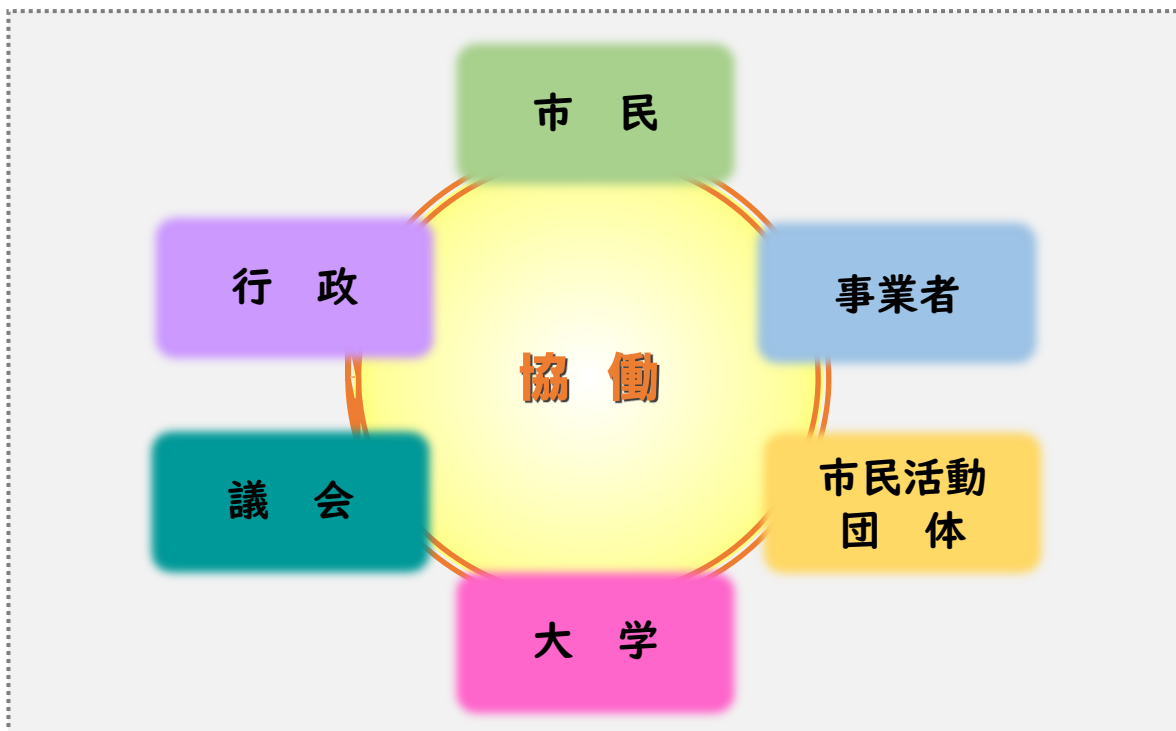 市　民
行　政
事業者
協　働
議　会
市民活動
団　体
大　学